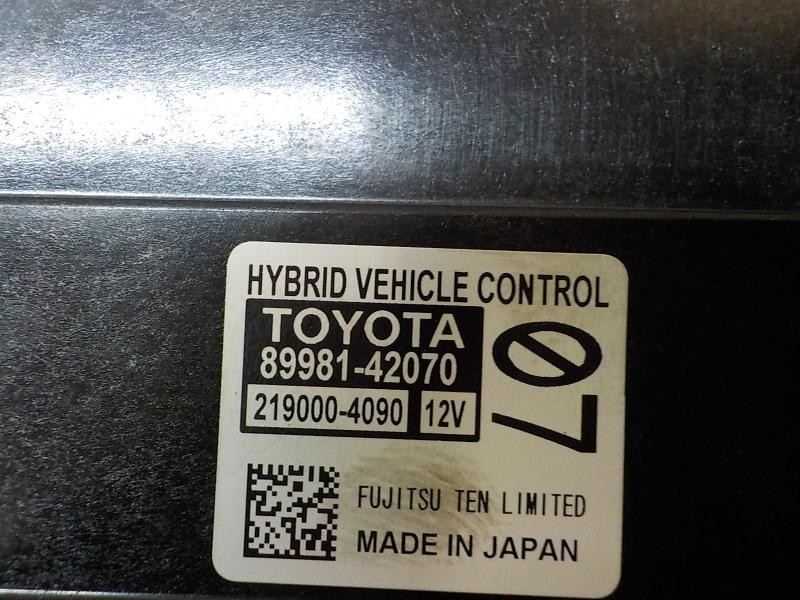 HYBRID VEHICLE CONTROL
TOYOTA
89981-42070
219000-4090 12V
07
FUJITSU TEN LIMITED
MADE IN JAPAN